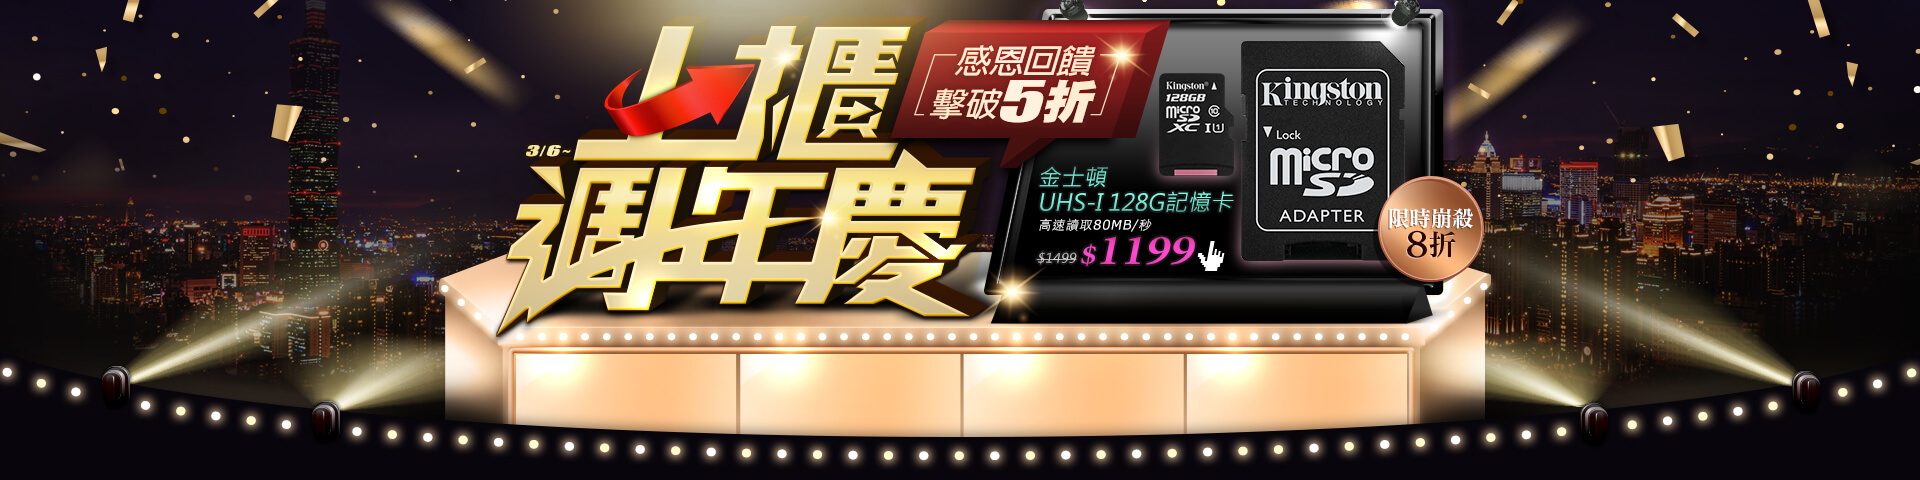 3/6~
上櫃
週年慶
感恩回饋
擊破5折
金士頓
UHS-I 128G記憶卡
高速讀取80MB/秒
$1499 $1199
Kingston
128GB
micro
SD
XC I U1
10
Kingston
TECHNOLOGY
Lock
micro
SD
ADAPTER
限時崩殺
8折